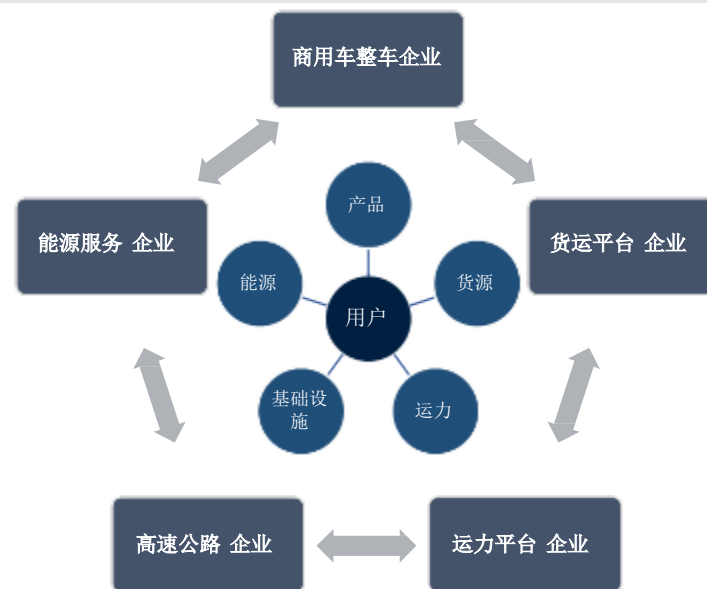 商用车整车企业
产品
能源服务 企业
货运平台 企业
能源
货源
用户
基础设
施
运力
高速公路 企业
运力平台 企业